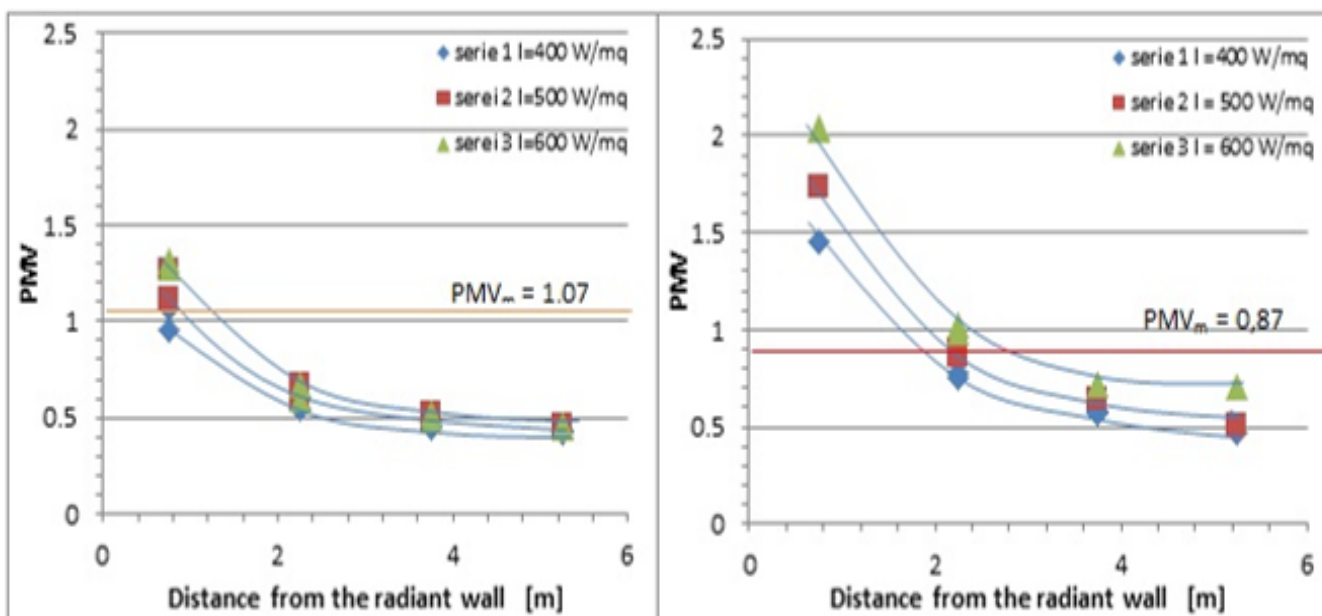 2.5
2
1.5
1
0.5
0
0
2
4
6
PMV
Distance from the radiant wall [m]
serie 1 I=400 W/mq
serei 2 I=500 W/mq
serei 3 I=600 W/mq
PMVm = 1.07
2.5
2
1.5
1
0.5
0
0
2
4
6
PMV
Distance from the radiant wall [m]
serie 1 I = 400 W/mq
serie 2 I = 500 W/mq
serie 3 I = 600 W/mq
PMVm = 0,87